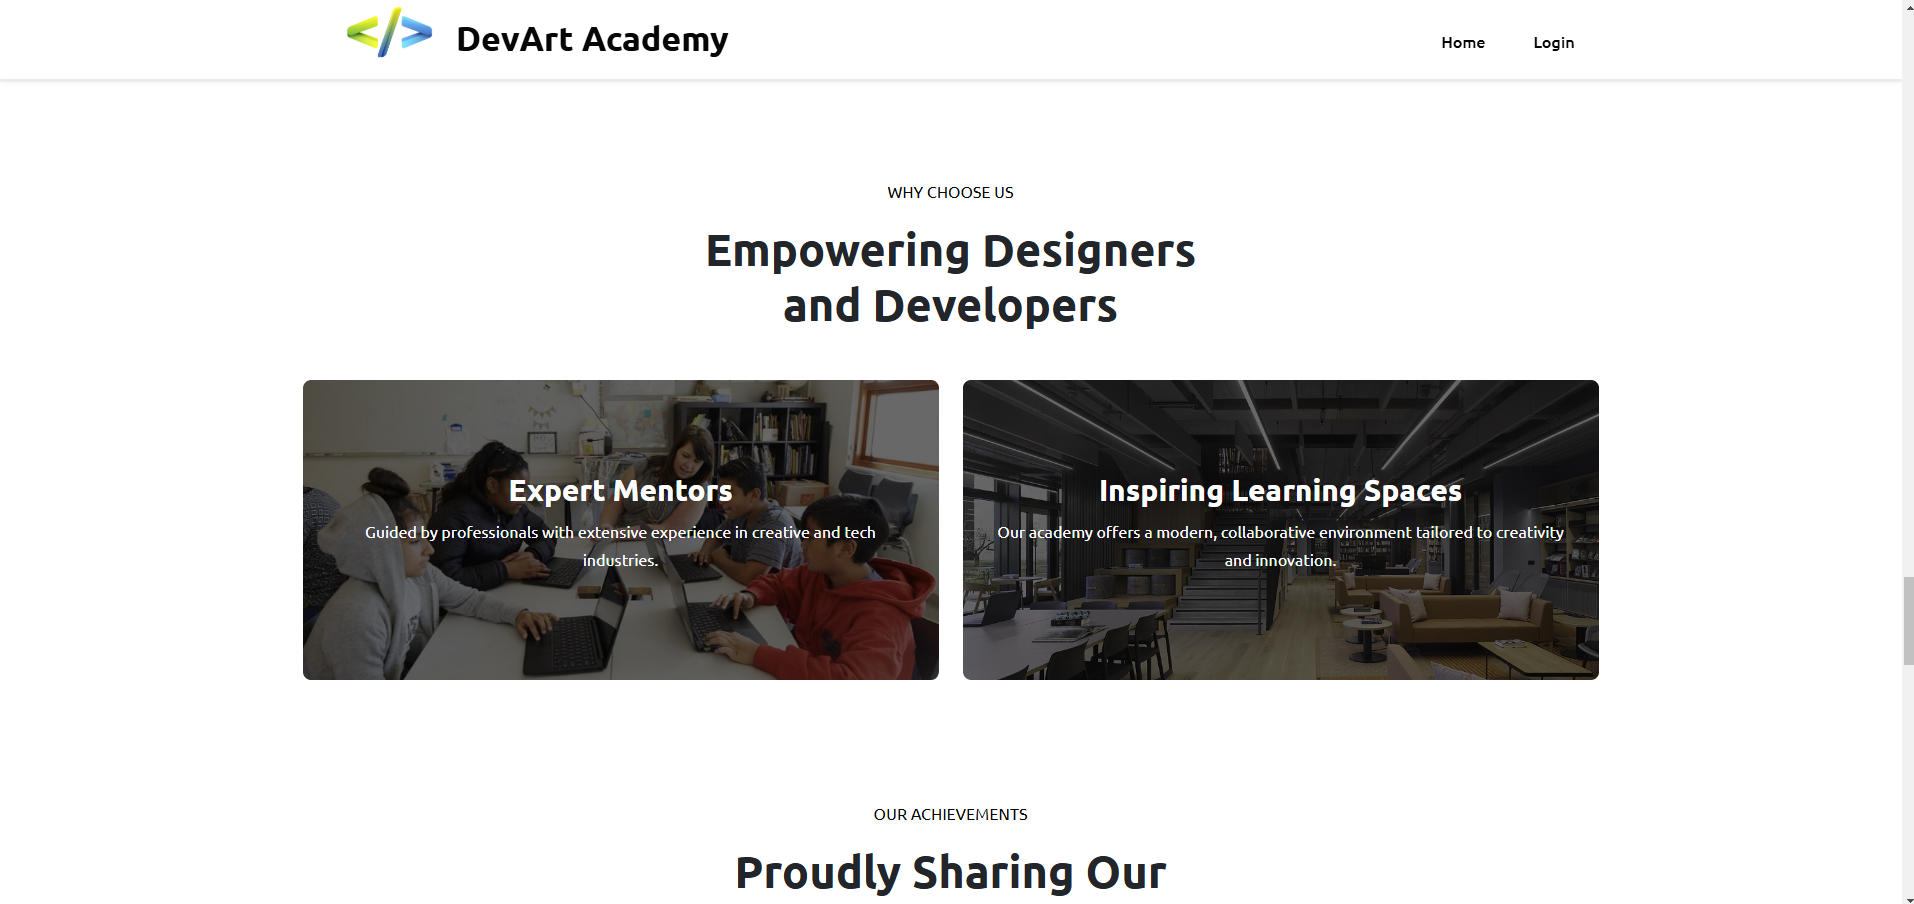 </> DevArt Academy
Home Login
WHY CHOOSE US
Empowering Designers
and Developers
Expert Mentors
Guided by professionals with extensive experience in creative and tech
industries.
Inspiring Learning Spaces
Our academy offers a modern, collaborative environment tailored to creativity
and innovation.
OUR ACHIEVEMENTS
Proudly Sharing Our